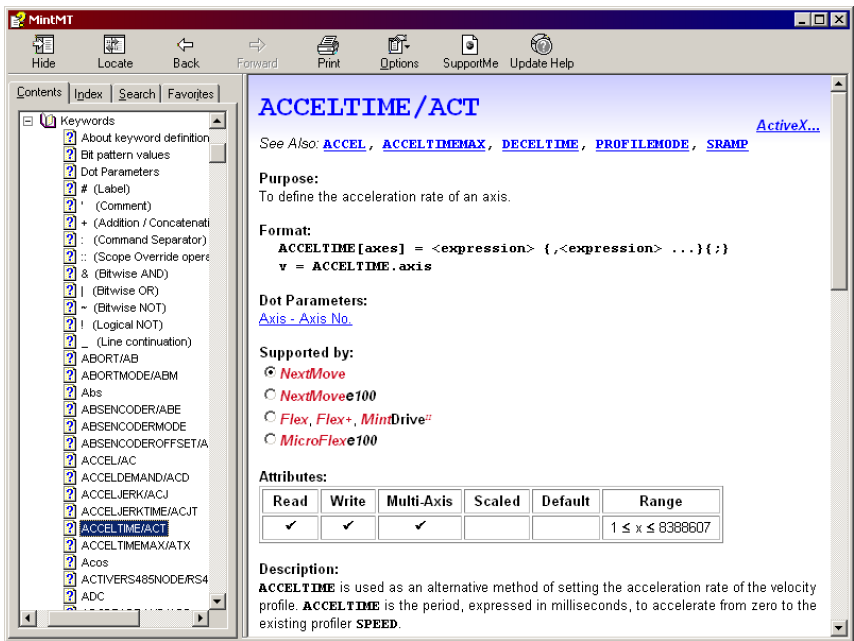 MintMT
Hide Locate Back Forward Print Options SupportMe Update Help
Contents Index Search Favorites
Keywords
About keyword definition
Bit pattern values
Dot Parameters
# (Label)
' (Comment)
+ (Addition / Concatenati
: (Command Separator)
:: (Scope Override opera
& (Bitwise AND)
| (Bitwise OR)
~ (Bitwise NOT)
! (Logical NOT)
_ (Line continuation)
ABORT/AB
ABORTMODE/ABM
Abs
ABSENCODER/ABE
ABSENCODERMODE
ABSENCODEROFFSET/A
ACCEL/AC
ACCELDEMAND/ACD
ACCELJERK/ACJ
ACCELJERKTIME/ACJT
ACCELTIME/ACT
ACCELTIMEMAX/ATX
Acos
ACTIVERS485NODE/RS4
ADC
ACCELTIME/ACT
ActiveX...
See Also: ACCEL, ACCELTIMEMAX, DECELTIME, PROFILEMODE, SRAMP
Purpose:
To define the acceleration rate of an axis.
Format:
ACCELTIME[axes] = <expression> {,<expression> ...}{;}
v = ACCELTIME.axis
Dot Parameters:
Axis - Axis No.
Supported by:
NextMove
NextMovee100
Flex, Flex+, MintDrive::
MicroFlexe100
Attributes:
Read Write Multi-Axis Scaled Default Range
✔ ✔ ✔ 1 ≤ x ≤ 8388607
Description:
ACCELTIME is used as an alternative method of setting the acceleration rate of the velocity
profile. ACCELTIME is the period, expressed in milliseconds, to accelerate from zero to the
existing profiler SPEED.